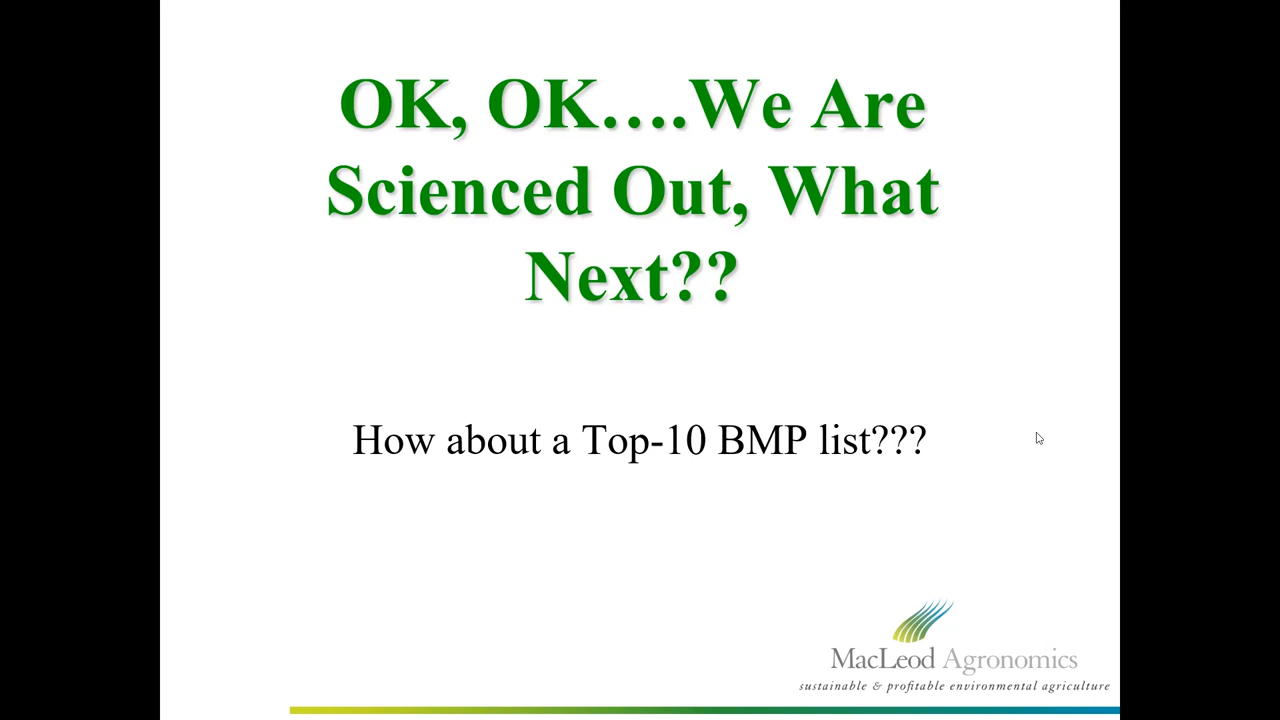 OK, OK….We Are
Scienced Out, What
Next??
How about a Top-10 BMP list???
MacLeod Agronomics
sustainable & profitable environmental agriculture